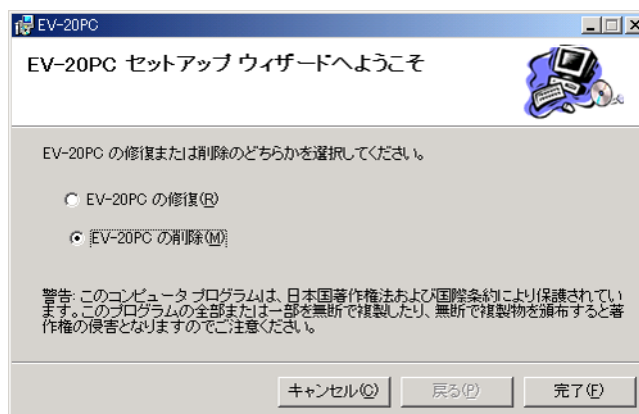 EV-20PC
EV-20PC セットアップ ウィザードへようこそ
EV-20PC の修復または削除のどちらかを選択してください。
EV-20PC の修復(R)
EV-20PC の削除(M)
警告: このコンピュータ プログラムは、日本国著作権法および国際条約により保護されてい
ます。このプログラムの全部または一部を無断で複製したり、無断で複製物を頒布すると著
作権の侵害となりますのでご注意ください。
キャンセル(C) 戻る(P) 完了(F)